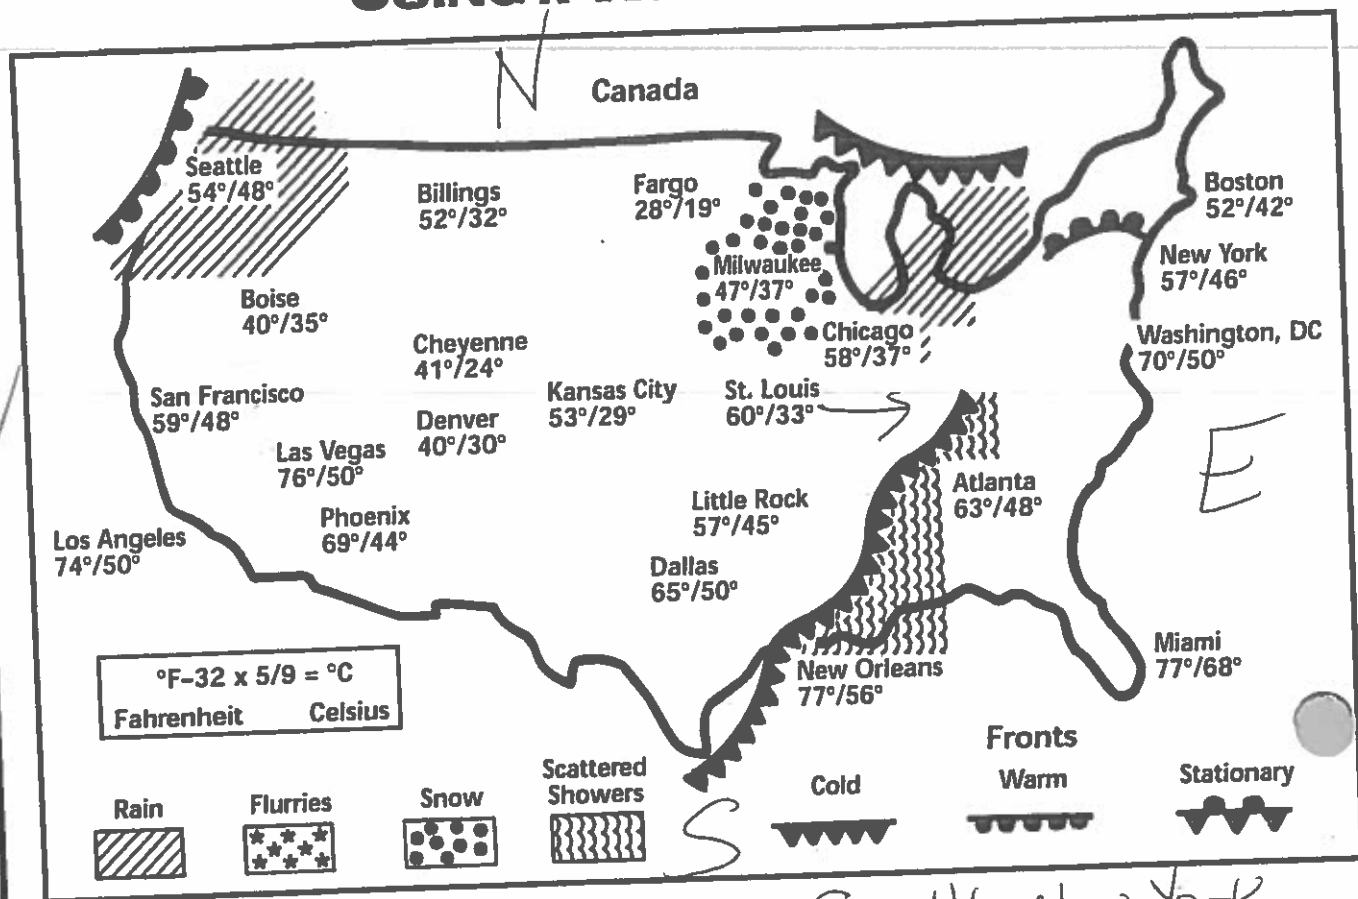 N
Canada
Seattle
54°/48°
Billings
52°/32°
Fargo
28°/19°
Boston
52°/42°
New York
57°/46°
Milwaukee
47°/37°
Boise
40°/35°
Chicago
58°/37°
Washington, DC
70°/50°
Cheyenne
41°/24°
San Francisco
59°/48°
Kansas City
53°/29°
St. Louis
60°/33°
Denver
40°/30°
Las Vegas
76°/50°
E
Atlanta
63°/48°
Little Rock
57°/45°
Phoenix
69°/44°
Los Angeles
74°/50°
Dallas
65°/50°
Miami
77°/68°
New Orleans
77°/56°
°F–32 x 5/9 = °C
Fahrenheit Celsius
Fronts
Rain
Flurries
Snow
Scattered
Showers
S
Cold
Warm
Stationary